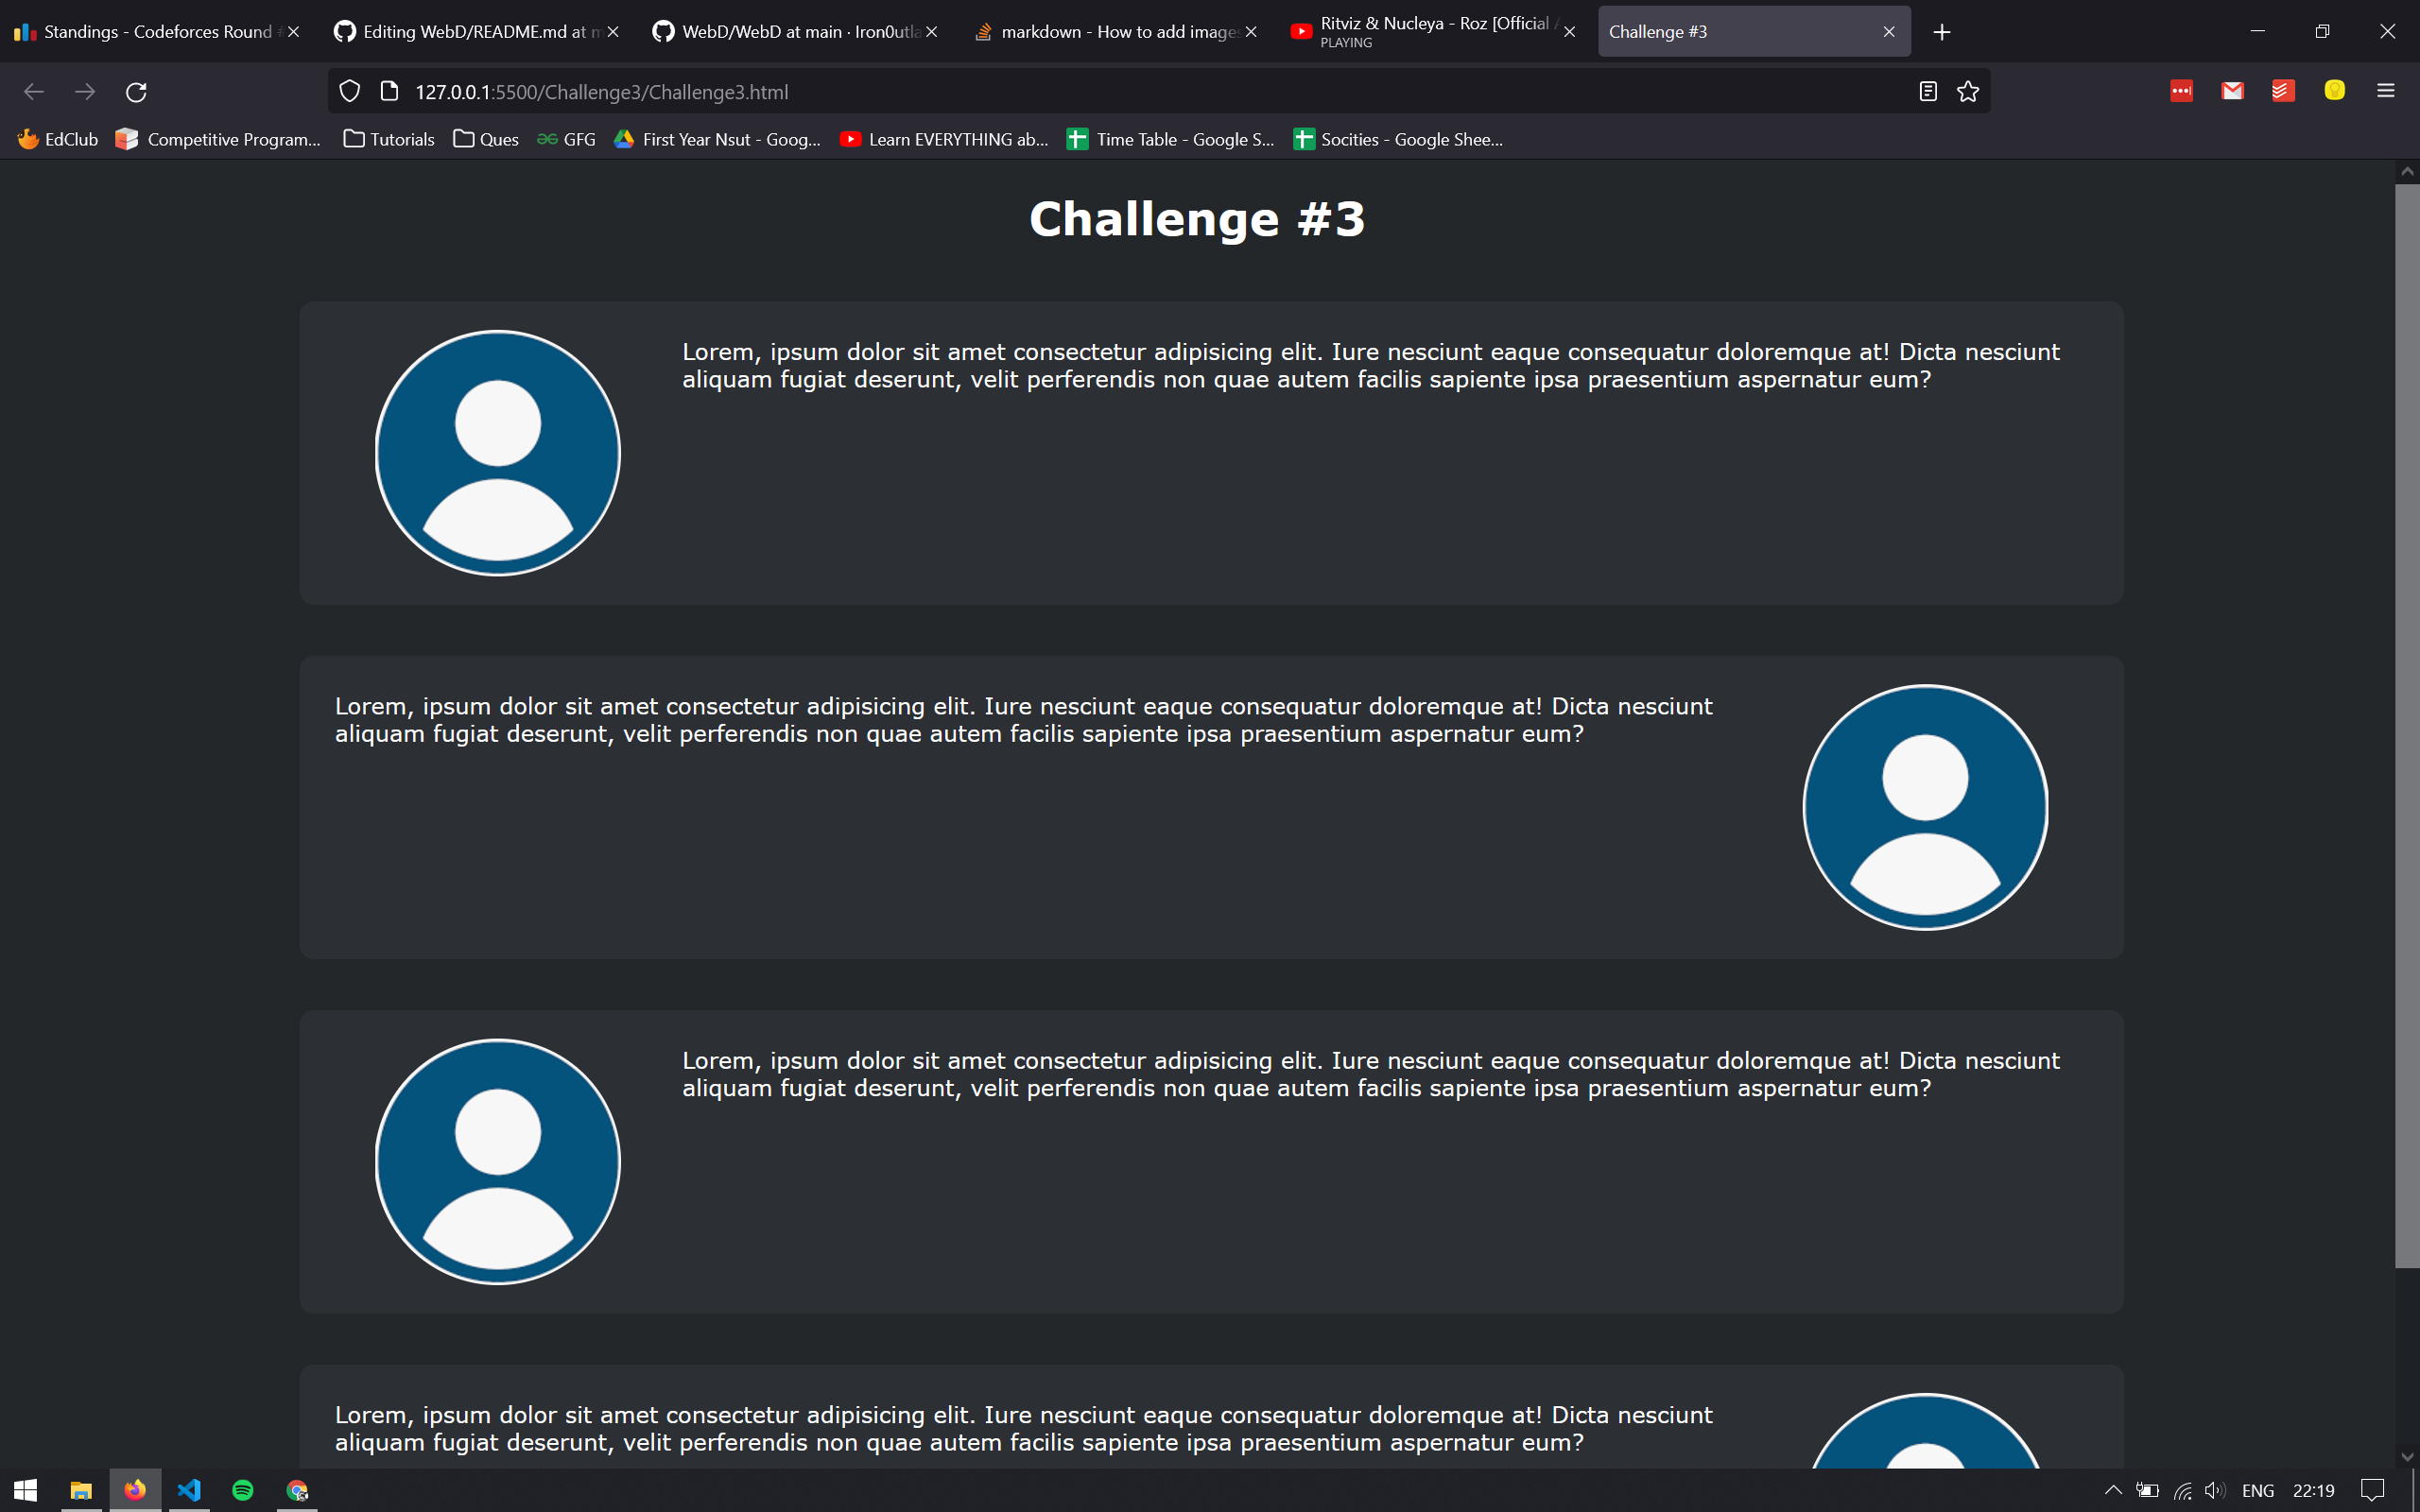 Standings - Codeforces Round
Editing WebD/README.md at m
WebD/WebD at main · Iron0utla
markdown - How to add images
Ritviz & Nucleya - Roz [Official
PLAYING
Challenge #3
127.0.0.1:5500/Challenge3/Challenge3.html
EdClub
Competitive Program...
Tutorials
Ques
GFG
First Year Nsut - Goog...
Learn EVERYTHING ab...
Time Table - Google S...
Socities - Google Shee...
Challenge #3
Lorem, ipsum dolor sit amet consectetur adipisicing elit. Iure nesciunt eaque consequatur doloremque at! Dicta nesciunt
aliquam fugiat deserunt, velit perferendis non quae autem facilis sapiente ipsa praesentium aspernatur eum?
Lorem, ipsum dolor sit amet consectetur adipisicing elit. Iure nesciunt eaque consequatur doloremque at! Dicta nesciunt
aliquam fugiat deserunt, velit perferendis non quae autem facilis sapiente ipsa praesentium aspernatur eum?
Lorem, ipsum dolor sit amet consectetur adipisicing elit. Iure nesciunt eaque consequatur doloremque at! Dicta nesciunt
aliquam fugiat deserunt, velit perferendis non quae autem facilis sapiente ipsa praesentium aspernatur eum?
Lorem, ipsum dolor sit amet consectetur adipisicing elit. Iure nesciunt eaque consequatur doloremque at! Dicta nesciunt
aliquam fugiat deserunt, velit perferendis non quae autem facilis sapiente ipsa praesentium aspernatur eum?
ENG
22:19